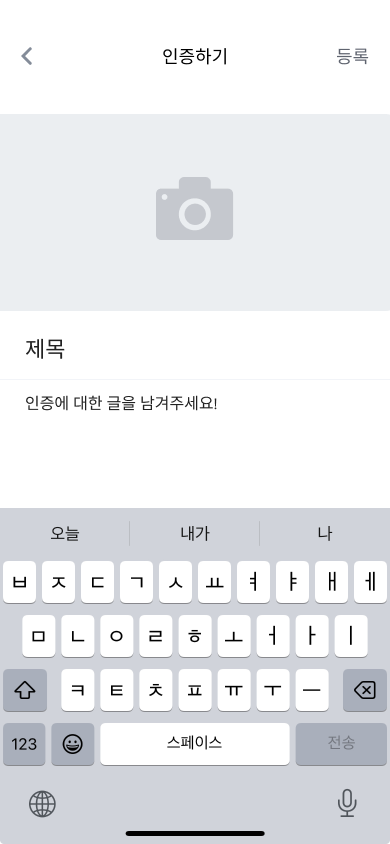 인증하기
등록
제목
인증에 대한 글을 남겨주세요!
오늘 내가 나
ㅂ ㅈ ㄷ ㄱ ㅅ ㅛ ㅕ ㅑ ㅐ ㅔ
ㅁ ㄴ ㅇ ㄹ ㅎ ㅗ ㅓ ㅏ ㅣ
ㅋ ㅌ ㅊ ㅍ ㅠ ㅜ ㅡ
123 스페이스 전송